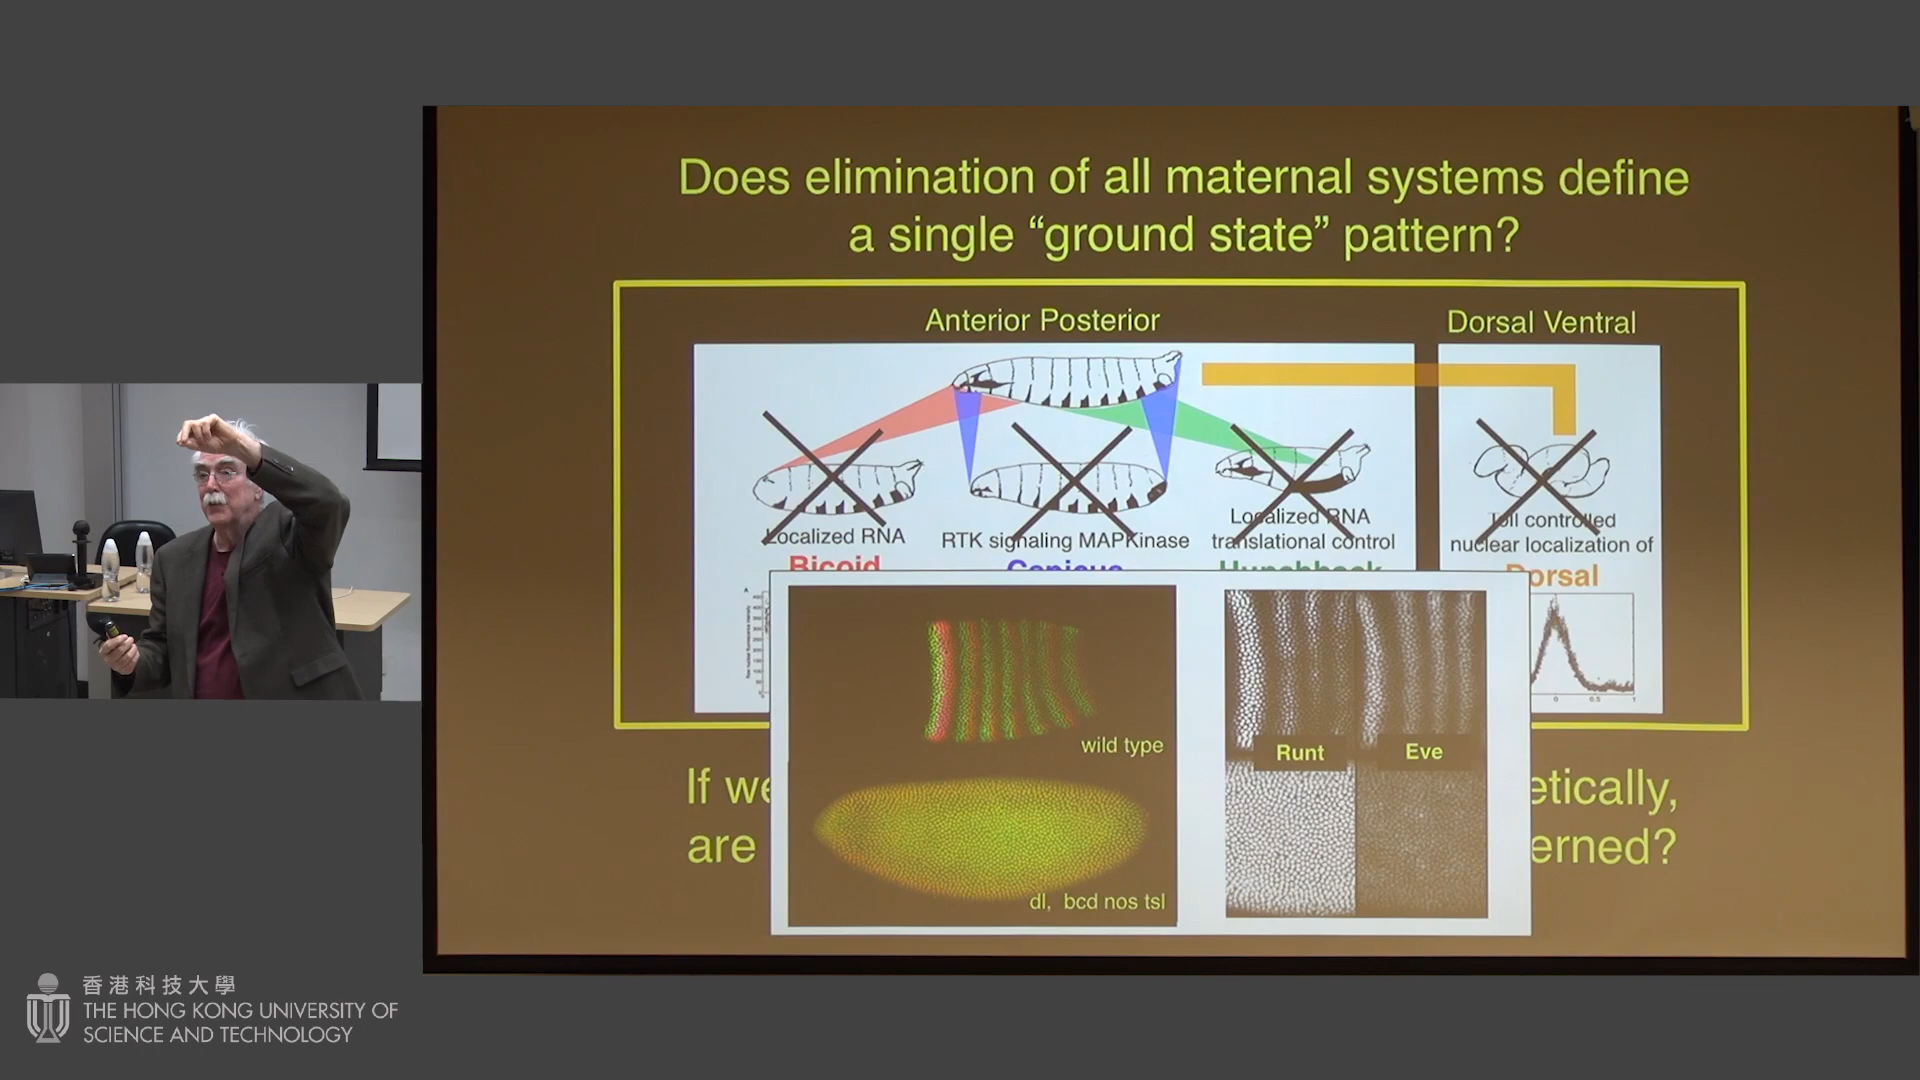 Does elimination of all maternal systems define
a single “ground state” pattern?
Anterior Posterior
Dorsal Ventral
Localized RNA
Bicoid
RTK signaling MAPKinase
Localized RNA
translational control
Toll controlled
nuclear localization of
Dorsal
wild type
dl, bcd nos tsl
Runt
Eve
If we
etically,
are
erned?
香港科技大學
THE HONG KONG UNIVERSITY OF
SCIENCE AND TECHNOLOGY